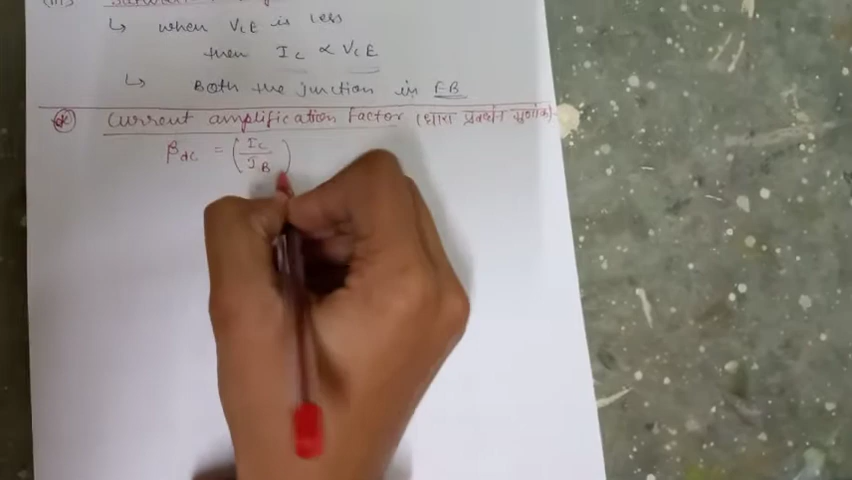 (iii)
↳ when VCE is less
then IC ∝ VCE
↳ Both the junction in FB
* Current amplification factor (धारा प्रवर्धन गुणांक)
βdc = (IC/IB)